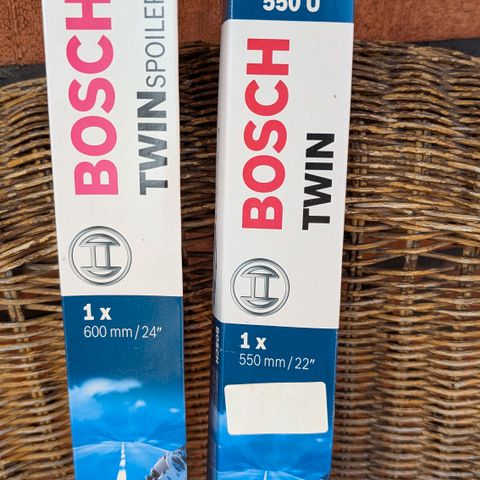 BOSCH
TWIN SPOILER
1 x
600 mm/24"
550 U
BOSCH
TWIN
1 x
550 mm/22"
BOSCH